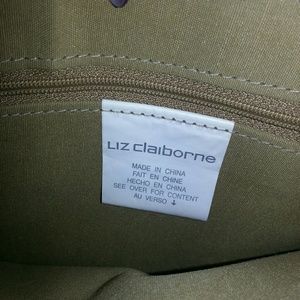 Liz claiborne
MADE IN CHINA
FAIT EN CHINE
HECHO EN CHINA
SEE OVER FOR CONTENT
AU VERSO ↓